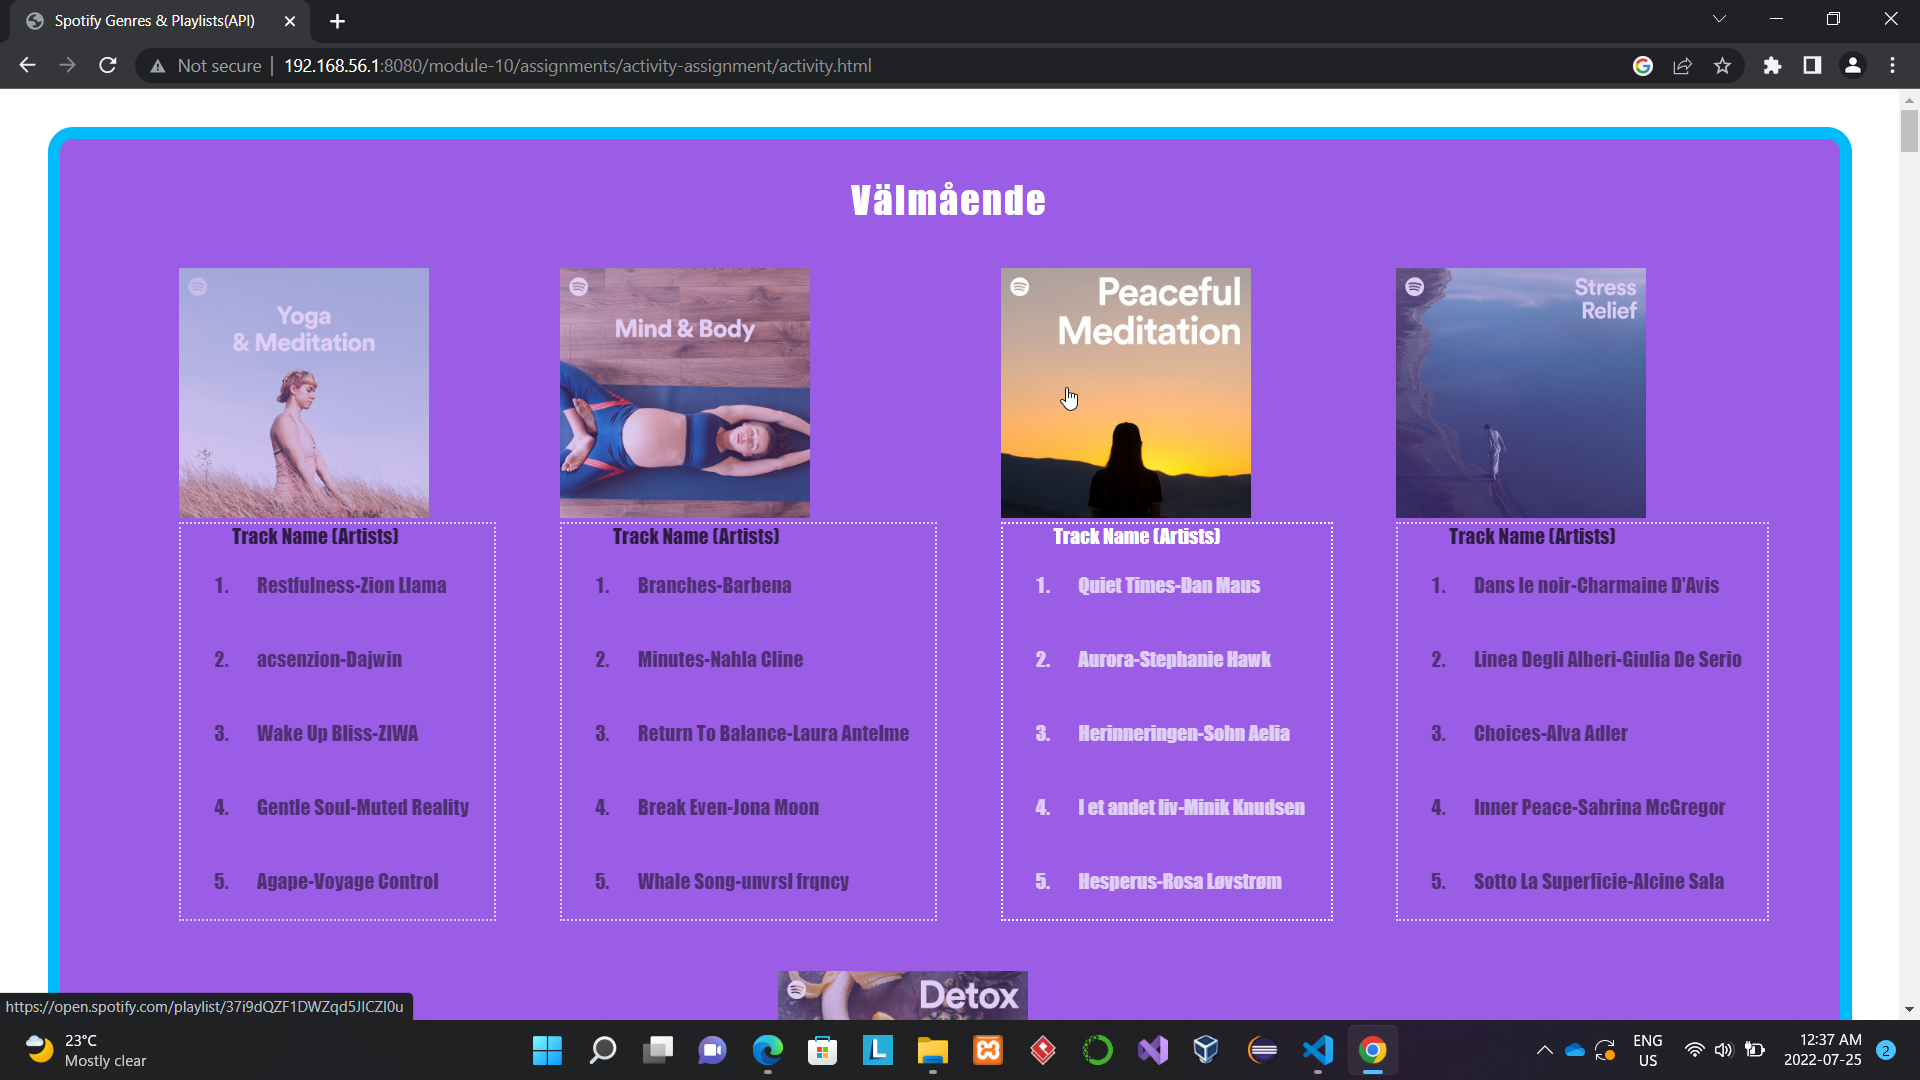 Spotify Genres & Playlists(API)
Not secure
192.168.56.1:8080/module-10/assignments/activity-assignment/activity.html
Välmående
Yoga
& Meditation
Track Name (Artists)
1. Restfulness-Zion Llama
2. acsenzion-Dajwin
3. Wake Up Bliss-ZIWA
4. Gentle Soul-Muted Reality
5. Agape-Voyage Control
Mind & Body
Track Name (Artists)
1. Branches-Barbena
2. Minutes-Nahla Cline
3. Return To Balance-Laura Antelme
4. Break Even-Jona Moon
5. Whale Song-unvrsl frqncy
Peaceful
Meditation
Track Name (Artists)
1. Quiet Times-Dan Maus
2. Aurora-Stephanie Hawk
3. Herinneringen-Sohn Aelia
4. I et andet liv-Minik Knudsen
5. Hesperus-Rosa Løvstrøm
Stress
Relief
Track Name (Artists)
1. Dans le noir-Charmaine D'Avis
2. Linea Degli Alberi-Giulia De Serio
3. Choices-Alva Adler
4. Inner Peace-Sabrina McGregor
5. Sotto La Superficie-Alcine Sala
Detox
https://open.spotify.com/playlist/37i9dQZF1DWZqd5JICZI0u
23°C
Mostly clear
L
ENG
US
12:37 AM
2022-07-25
2